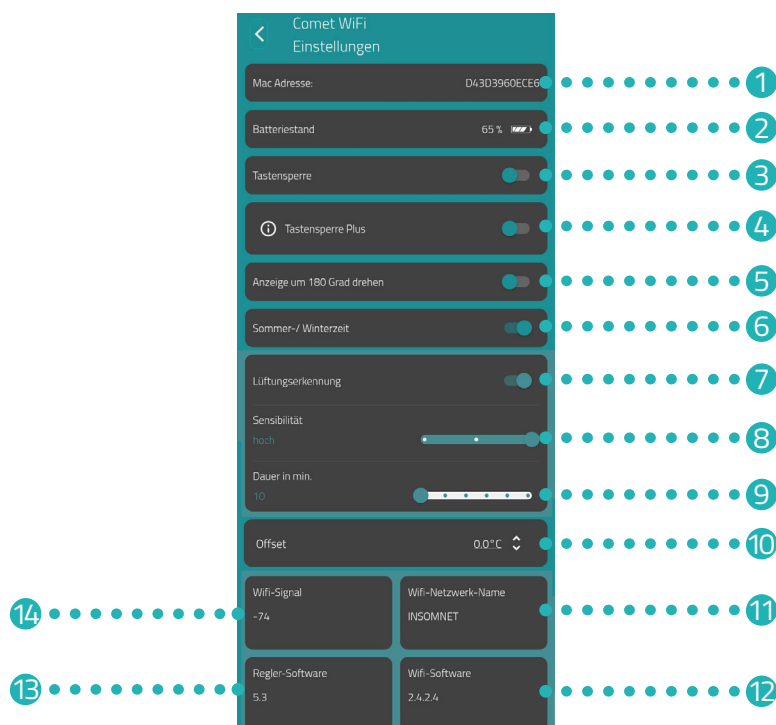 Comet WiFi
Einstellungen
Mac Adresse: D43D3960ECE6 1
Batteriestand 65 % 2
Tastensperre 3
Tastensperre Plus 4
Anzeige um 180 Grad drehen 5
Sommer-/ Winterzeit 6
Lüftungserkennung 7
Sensibilität
hoch 8
Dauer in min.
10 9
Offset 0.0°C 10
14 Wifi-Signal
-74
Wifi-Netzwerk-Name
INSOMNET 11
13 Regler-Software
5.3
Wifi-Software
2.4.2.4 12